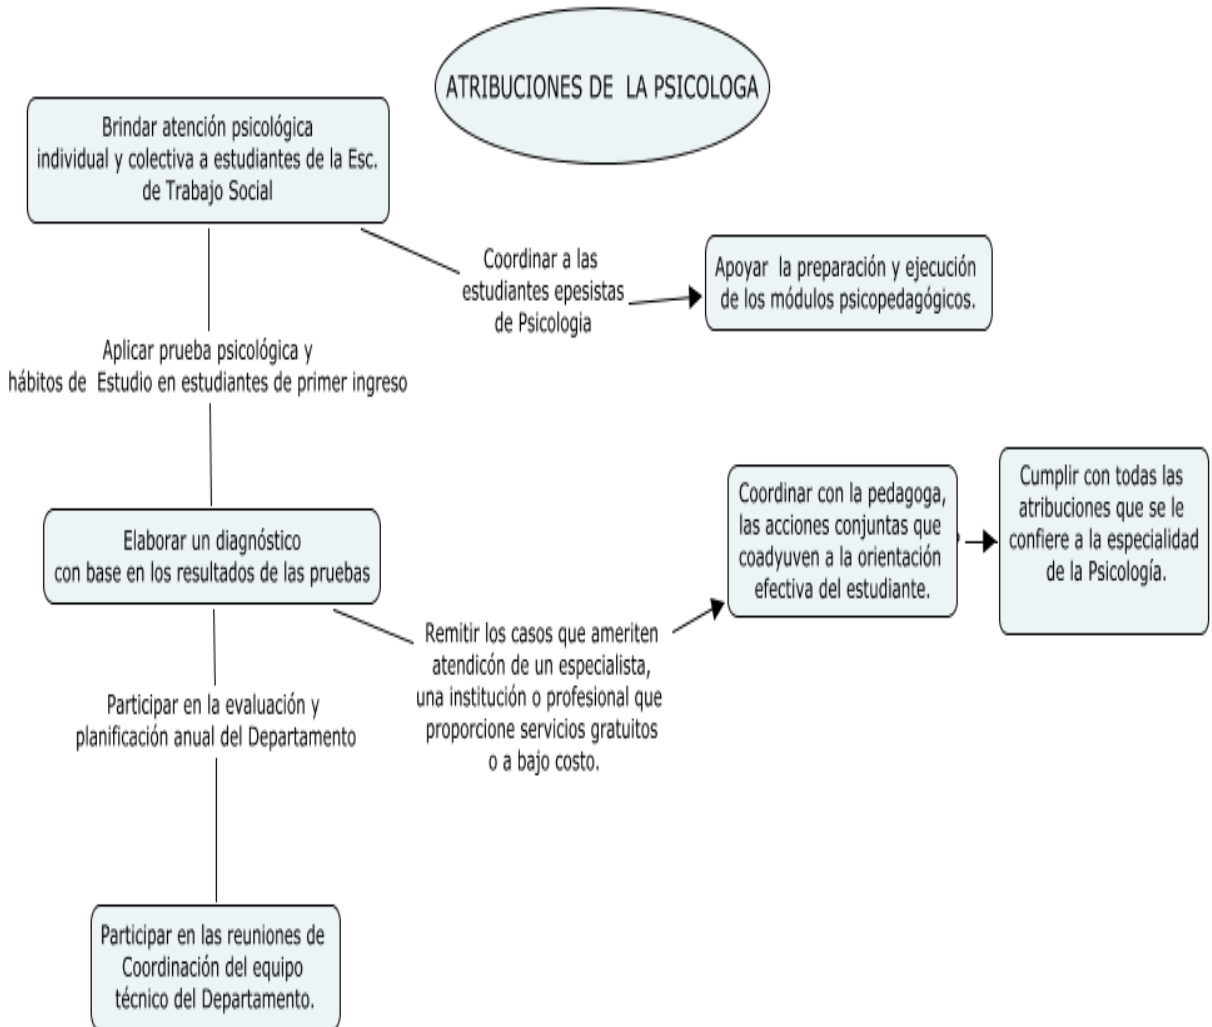 ATRIBUCIONES DE LA PSICOLOGA
Brindar atención psicológica
individual y colectiva a estudiantes de la Esc.
de Trabajo Social
Coordinar a las
estudiantes epesistas
de Psicologia
Apoyar la preparación y ejecución
de los módulos psicopedagógicos.
Aplicar prueba psicológica y
hábitos de Estudio en estudiantes de primer ingreso
Elaborar un diagnóstico
con base en los resultados de las pruebas
Remitir los casos que ameriten
atendicón de un especialista,
una institución o profesional que
proporcione servicios gratuitos
o a bajo costo.
Coordinar con la pedagoga,
las acciones conjuntas que
coadyuven a la orientación
efectiva del estudiante.
Cumplir con todas las
atribuciones que se le
confiere a la especialidad
de la Psicología.
Participar en la evaluación y
planificación anual del Departamento
Participar en las reuniones de
Coordinación del equipo
técnico del Departamento.